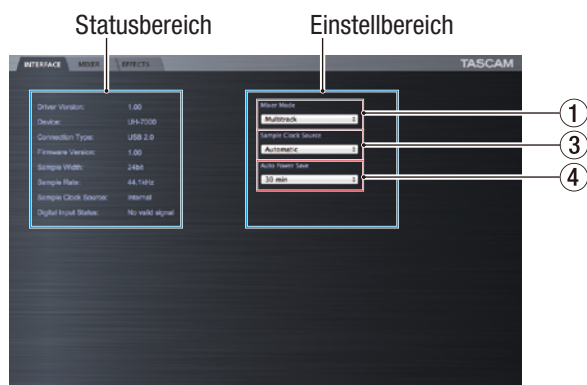 Statusbereich
Einstellbereich
INTERFACE MIXER EFFECTS TASCAM
Driver Version: 1.00
Device: UH-7000
Connection Type: USB 2.0
Firmware Version: 1.00
Sample Width: 24bit
Sample Rate: 44,1kHz
Sample Clock Source: Internal
Digital Input Status: No valid signal
Mixer Mode
Multitrack
①
Sample Clock Source
Automatic
③
Auto Power Save
30 min
④